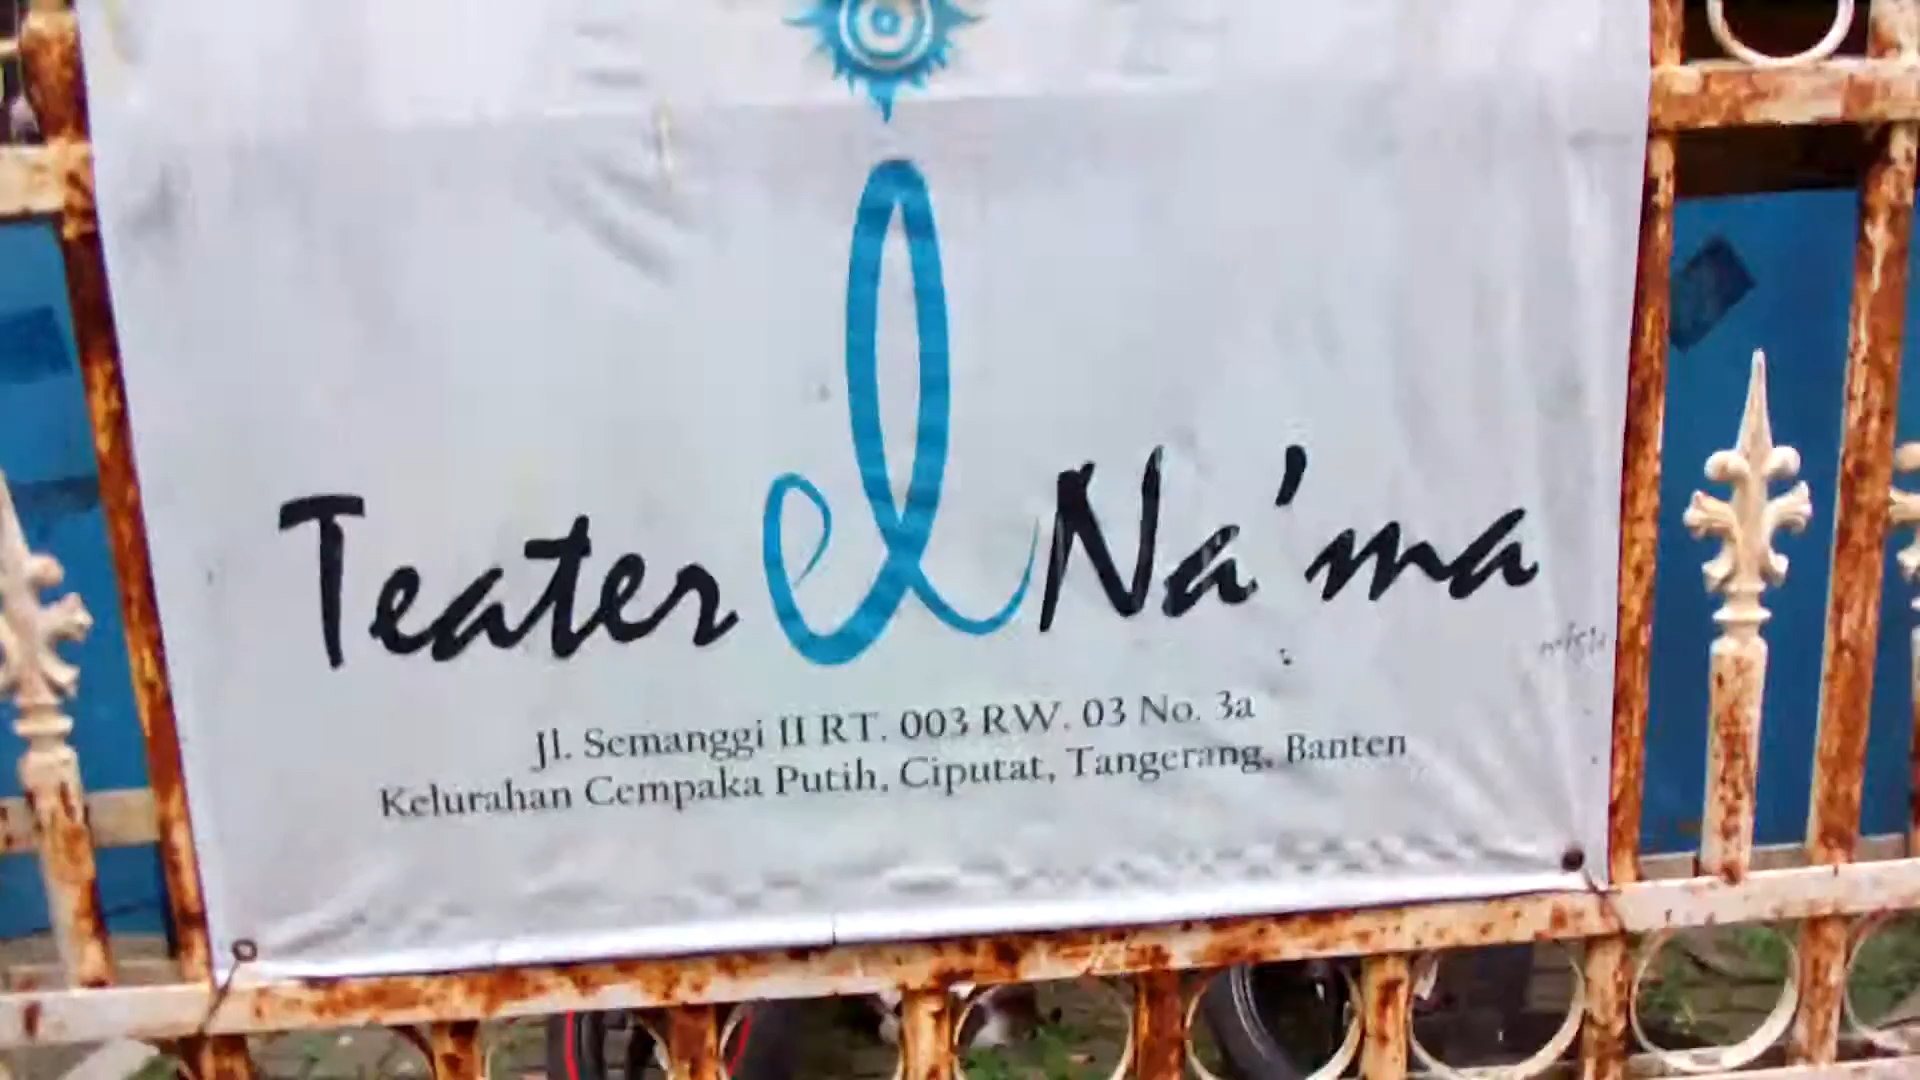 Teater el Na'ma
Jl. Semanggi II RT. 003 RW. 03 No. 3a
Kelurahan Cempaka Putih, Ciputat, Tangerang, Banten